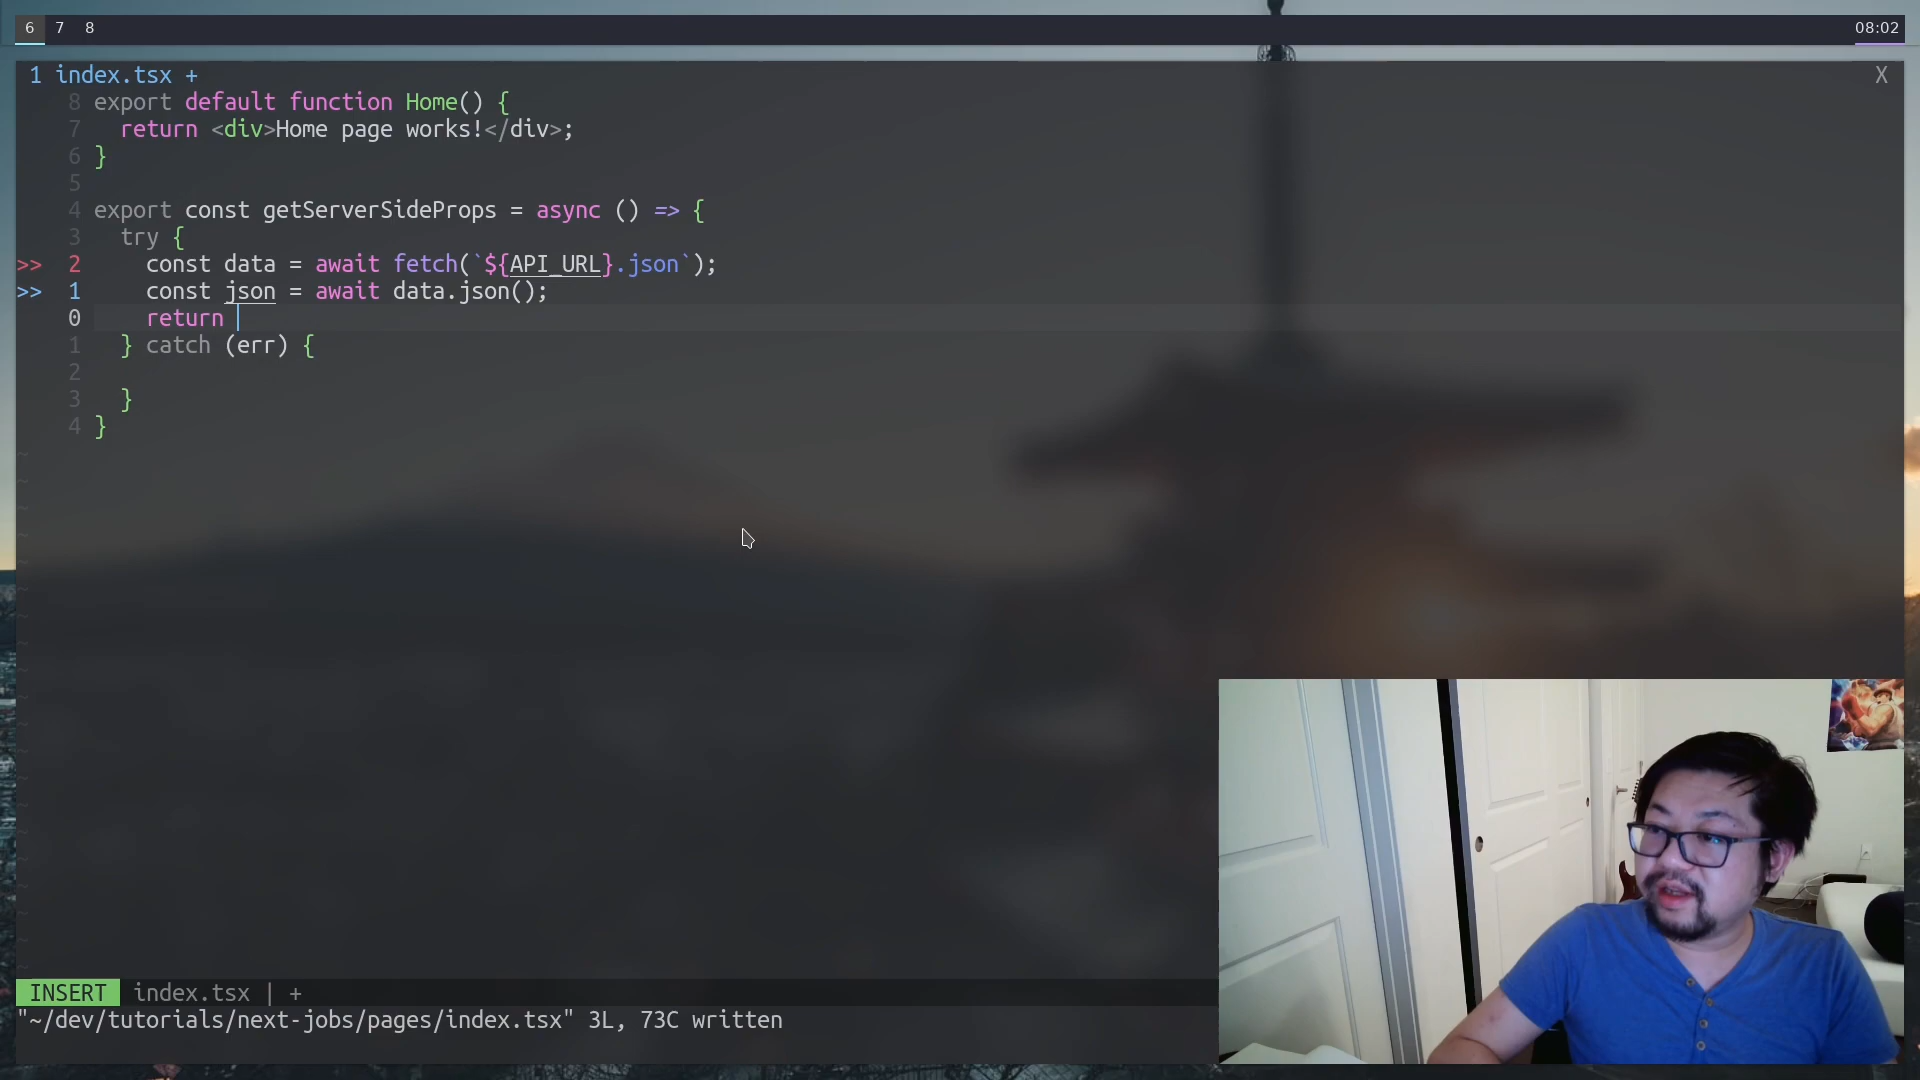 6 7 8 08:02
1 index.tsx + X
8 export default function Home() {
7 return <div>Home page works!</div>;
6 }
5
4 export const getServerSideProps = async () => {
3 try {
>> 2 const data = await fetch(`${API_URL}.json`);
>> 1 const json = await data.json();
0 return
1 } catch (err) {
2
3 }
4 }
INSERT index.tsx | +
"~/dev/tutorials/next-jobs/pages/index.tsx" 3L, 73C written